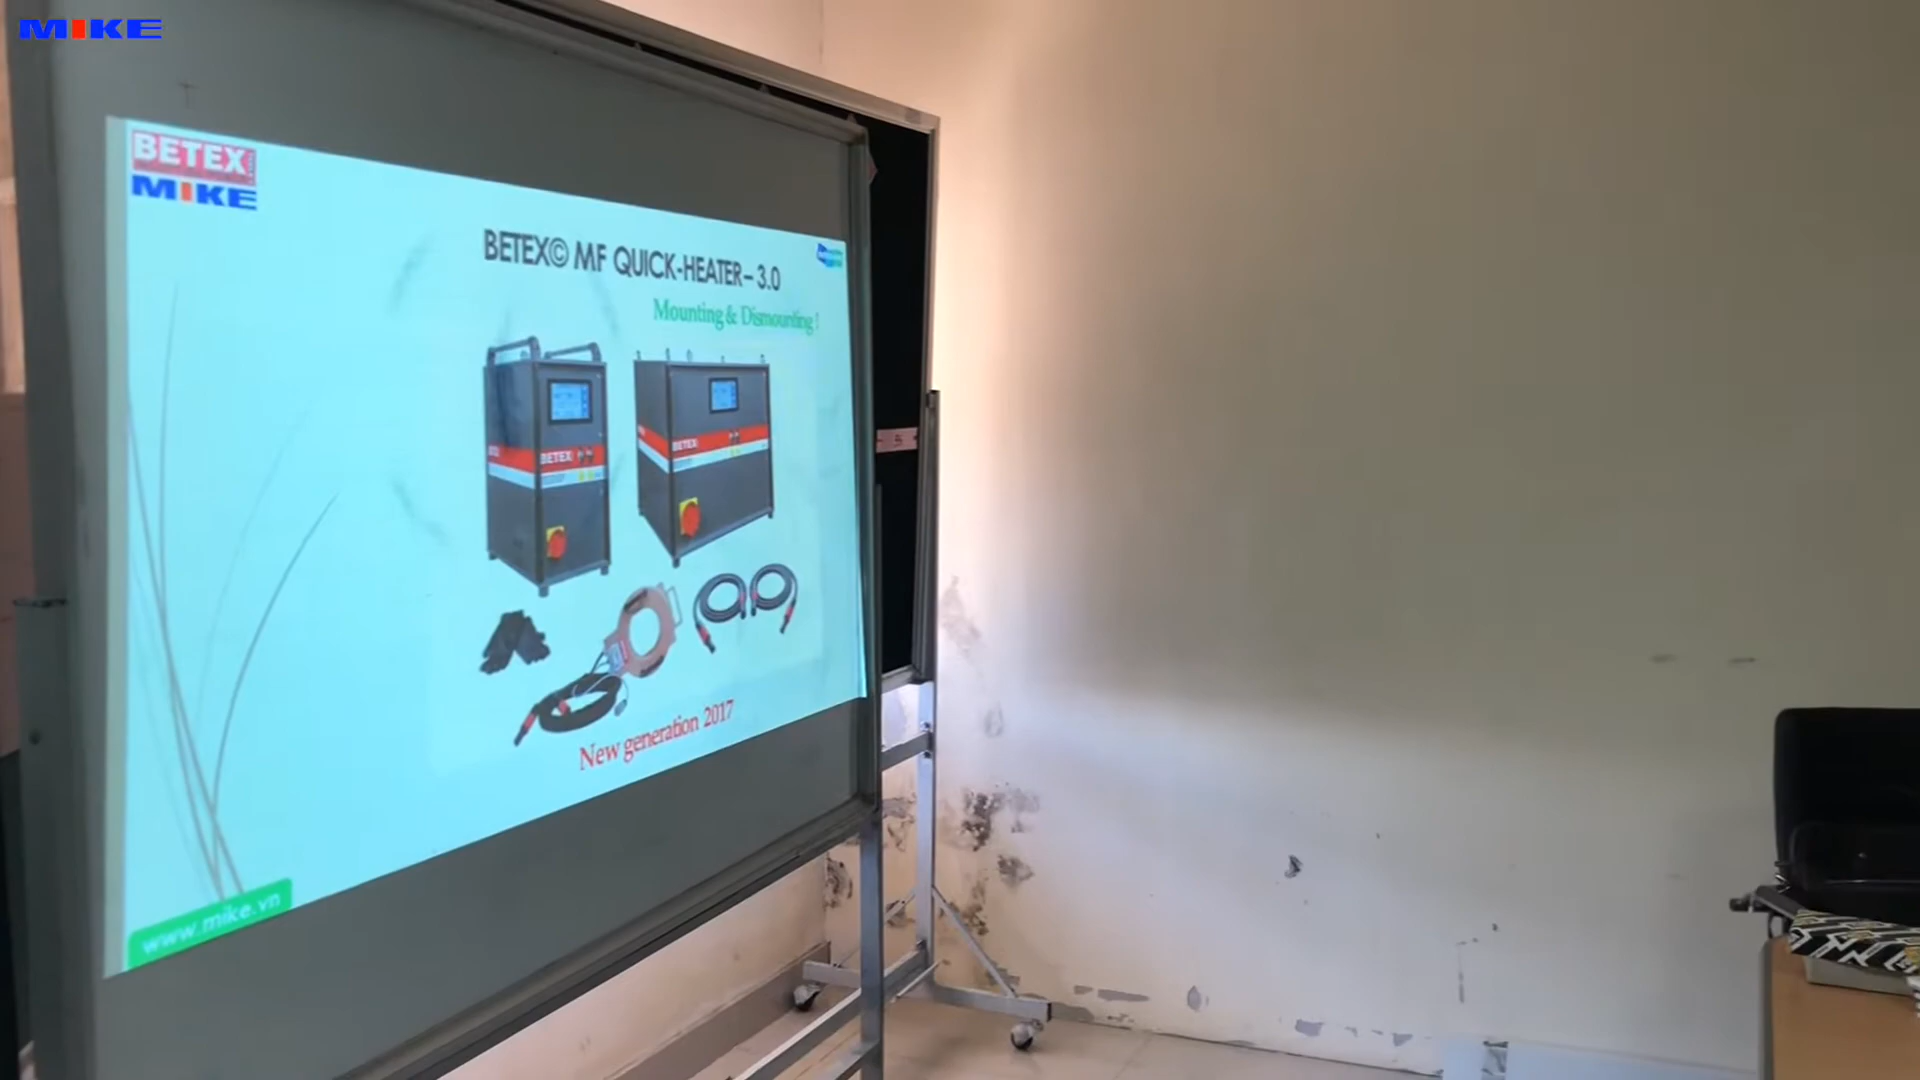 MIKE
BETEX
MIKE
BETEX© MF QUICK-HEATER – 3.0
Mounting & Dismounting !
BETEX
BETEX
New generation 2017
www.mike.vn